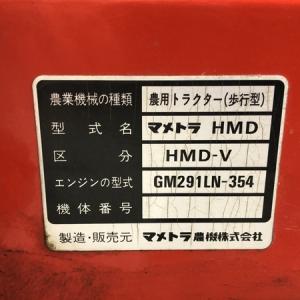 農業機械の種類 農用トラクター(歩行型)
型式名 マメトラ HMD
区分 HMD-V
エンジンの型式 GM291LN-354
機体番号
製造・販売元 マメトラ農機株式会社